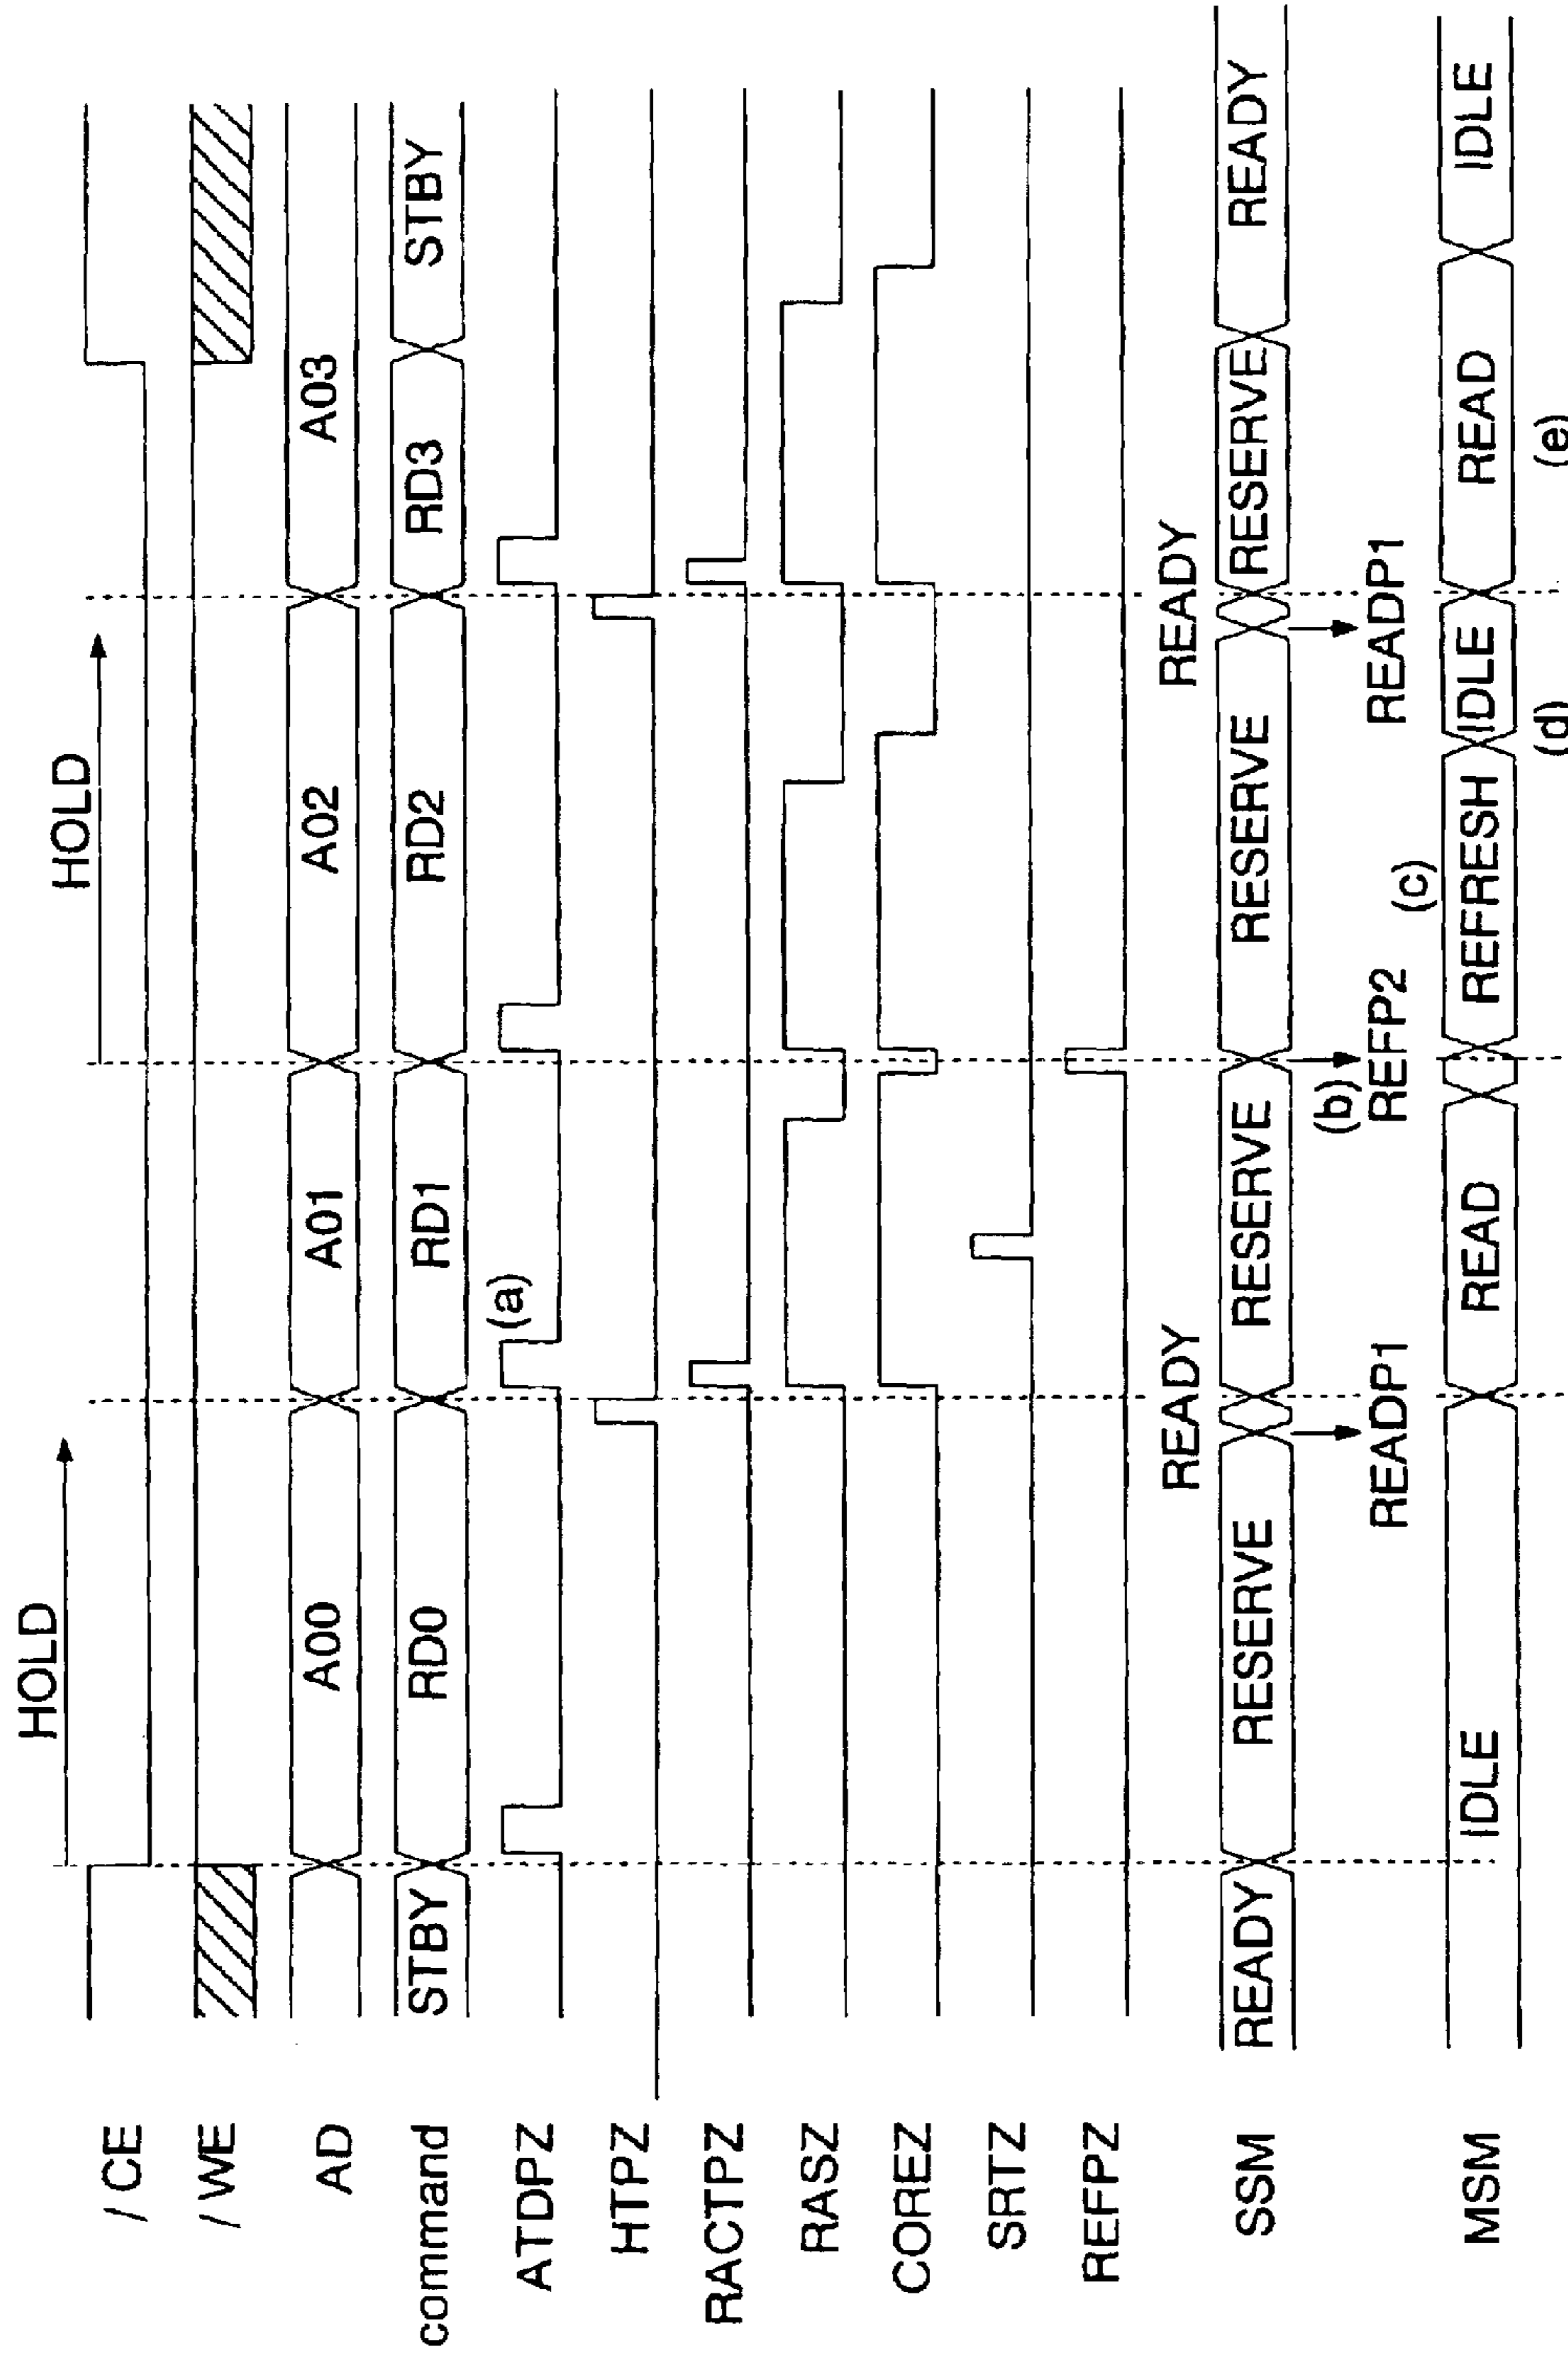 HOLD
HOLD
/ CE
/ WE
AD A00 A01 A02 A03
command STBY RD0 RD1 RD2 RD3 STBY
ATDPZ (a)
HTPZ
RACTPZ
RASZ
COREZ
SRTZ
REFPZ
READY READY
SSM READY RESERVE RESERVE RESERVE RESERVE READY
(b)
READP1 REFP2 READP1
(c)
MSM IDLE READ REFRESH IDLE READ IDLE
(d) (e)